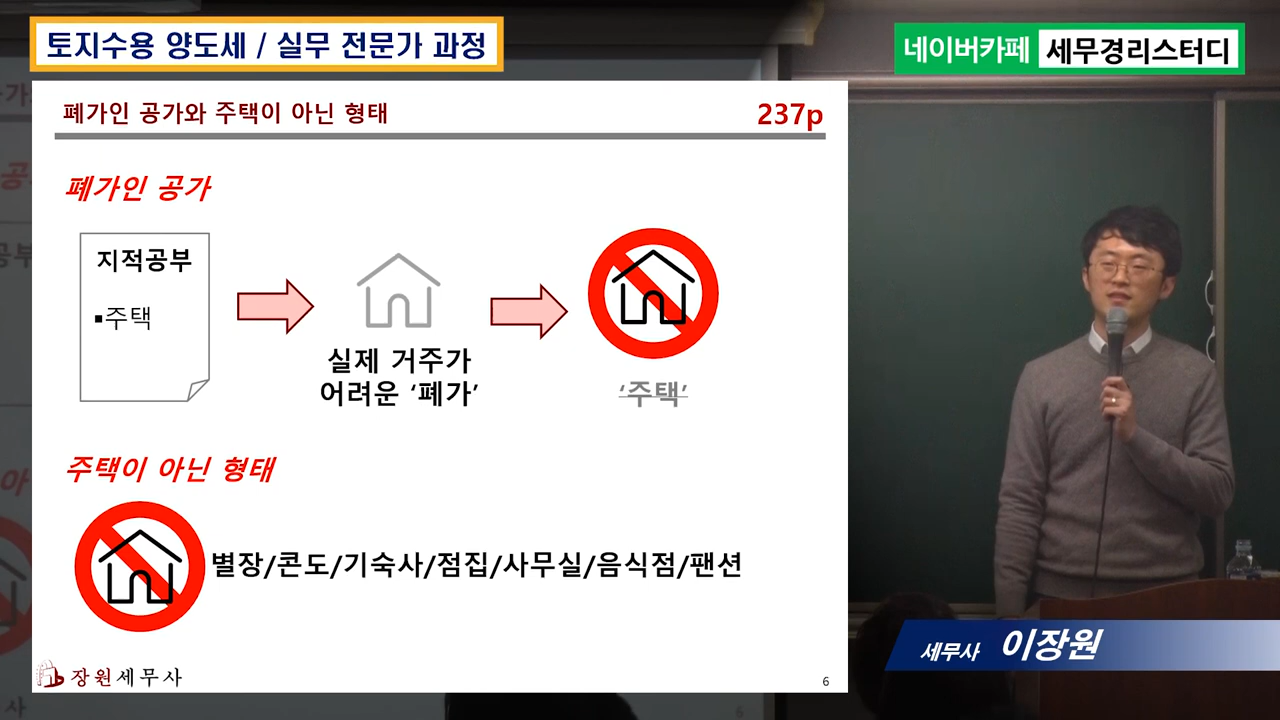 토지수용 양도세 / 실무 전문가 과정
네이버카페 세무경리스터디
폐가인 공가와 주택이 아닌 형태
237p
폐가인 공가
지적공부
▪주택
실제 거주가
어려운 ‘폐가’
‘주택’
주택이 아닌 형태
별장/콘도/기숙사/점집/사무실/음식점/팬션
장원세무사
6
세무사 이장원